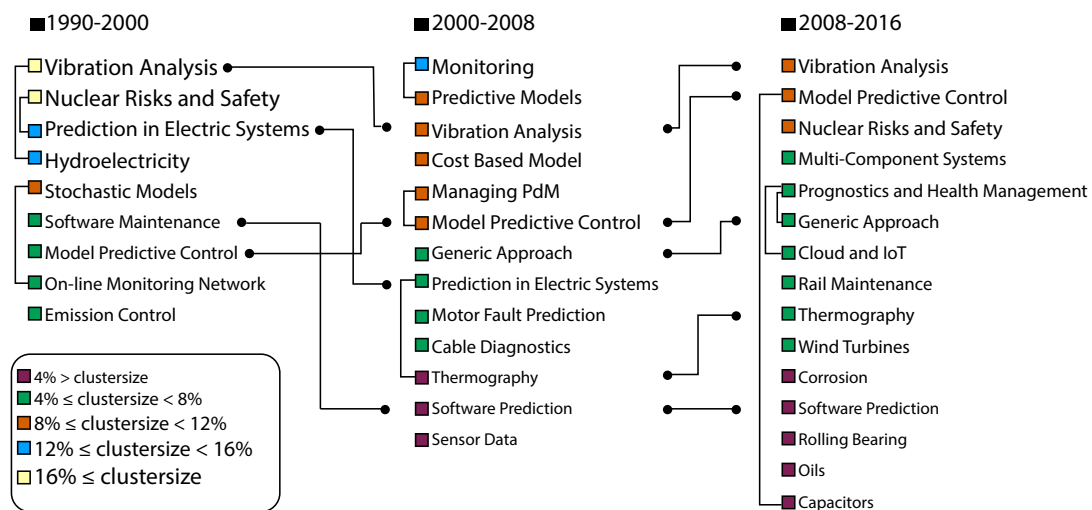 1990-2000
Vibration Analysis
Nuclear Risks and Safety
Prediction in Electric Systems
Hydroelectricity
Stochastic Models
Software Maintenance
Model Predictive Control
On-line Monitoring Network
Emission Control
4% > clustersize
4% ≤ clustersize < 8%
8% ≤ clustersize < 12%
12% ≤ clustersize < 16%
16% ≤ clustersize
2000-2008
Monitoring
Predictive Models
Vibration Analysis
Cost Based Model
Managing PdM
Model Predictive Control
Generic Approach
Prediction in Electric Systems
Motor Fault Prediction
Cable Diagnostics
Thermography
Software Prediction
Sensor Data
2008-2016
Vibration Analysis
Model Predictive Control
Nuclear Risks and Safety
Multi-Component Systems
Prognostics and Health Management
Generic Approach
Cloud and IoT
Rail Maintenance
Thermography
Wind Turbines
Corrosion
Software Prediction
Rolling Bearing
Oils
Capacitors